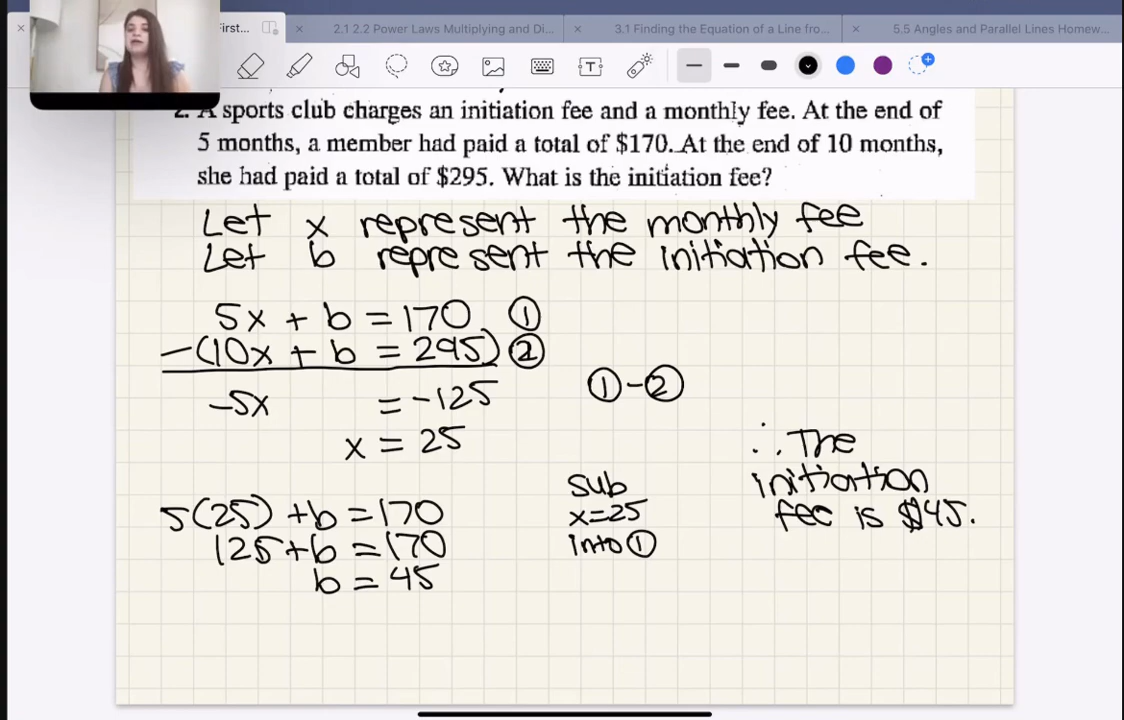 irst...
2.1 2.2 Power Laws Multiplying and Di...
3.1 Finding the Equation of a Line fro...
5.5 Angles and Parallel Lines Homew...
2. A sports club charges an initiation fee and a monthly fee. At the end of
5 months, a member had paid a total of $170. At the end of 10 months,
she had paid a total of $295. What is the initiation fee?
Let x represent the monthly fee
Let b represent the initiation fee.
5x + b = 170 ①
-(10x + b = 295) ②
-5x = -125 ①-②
x = 25
5(25) + b = 170
125 + b = 170
b = 45
sub
x=25
into ①
∴ The
initiation
fee is $45.